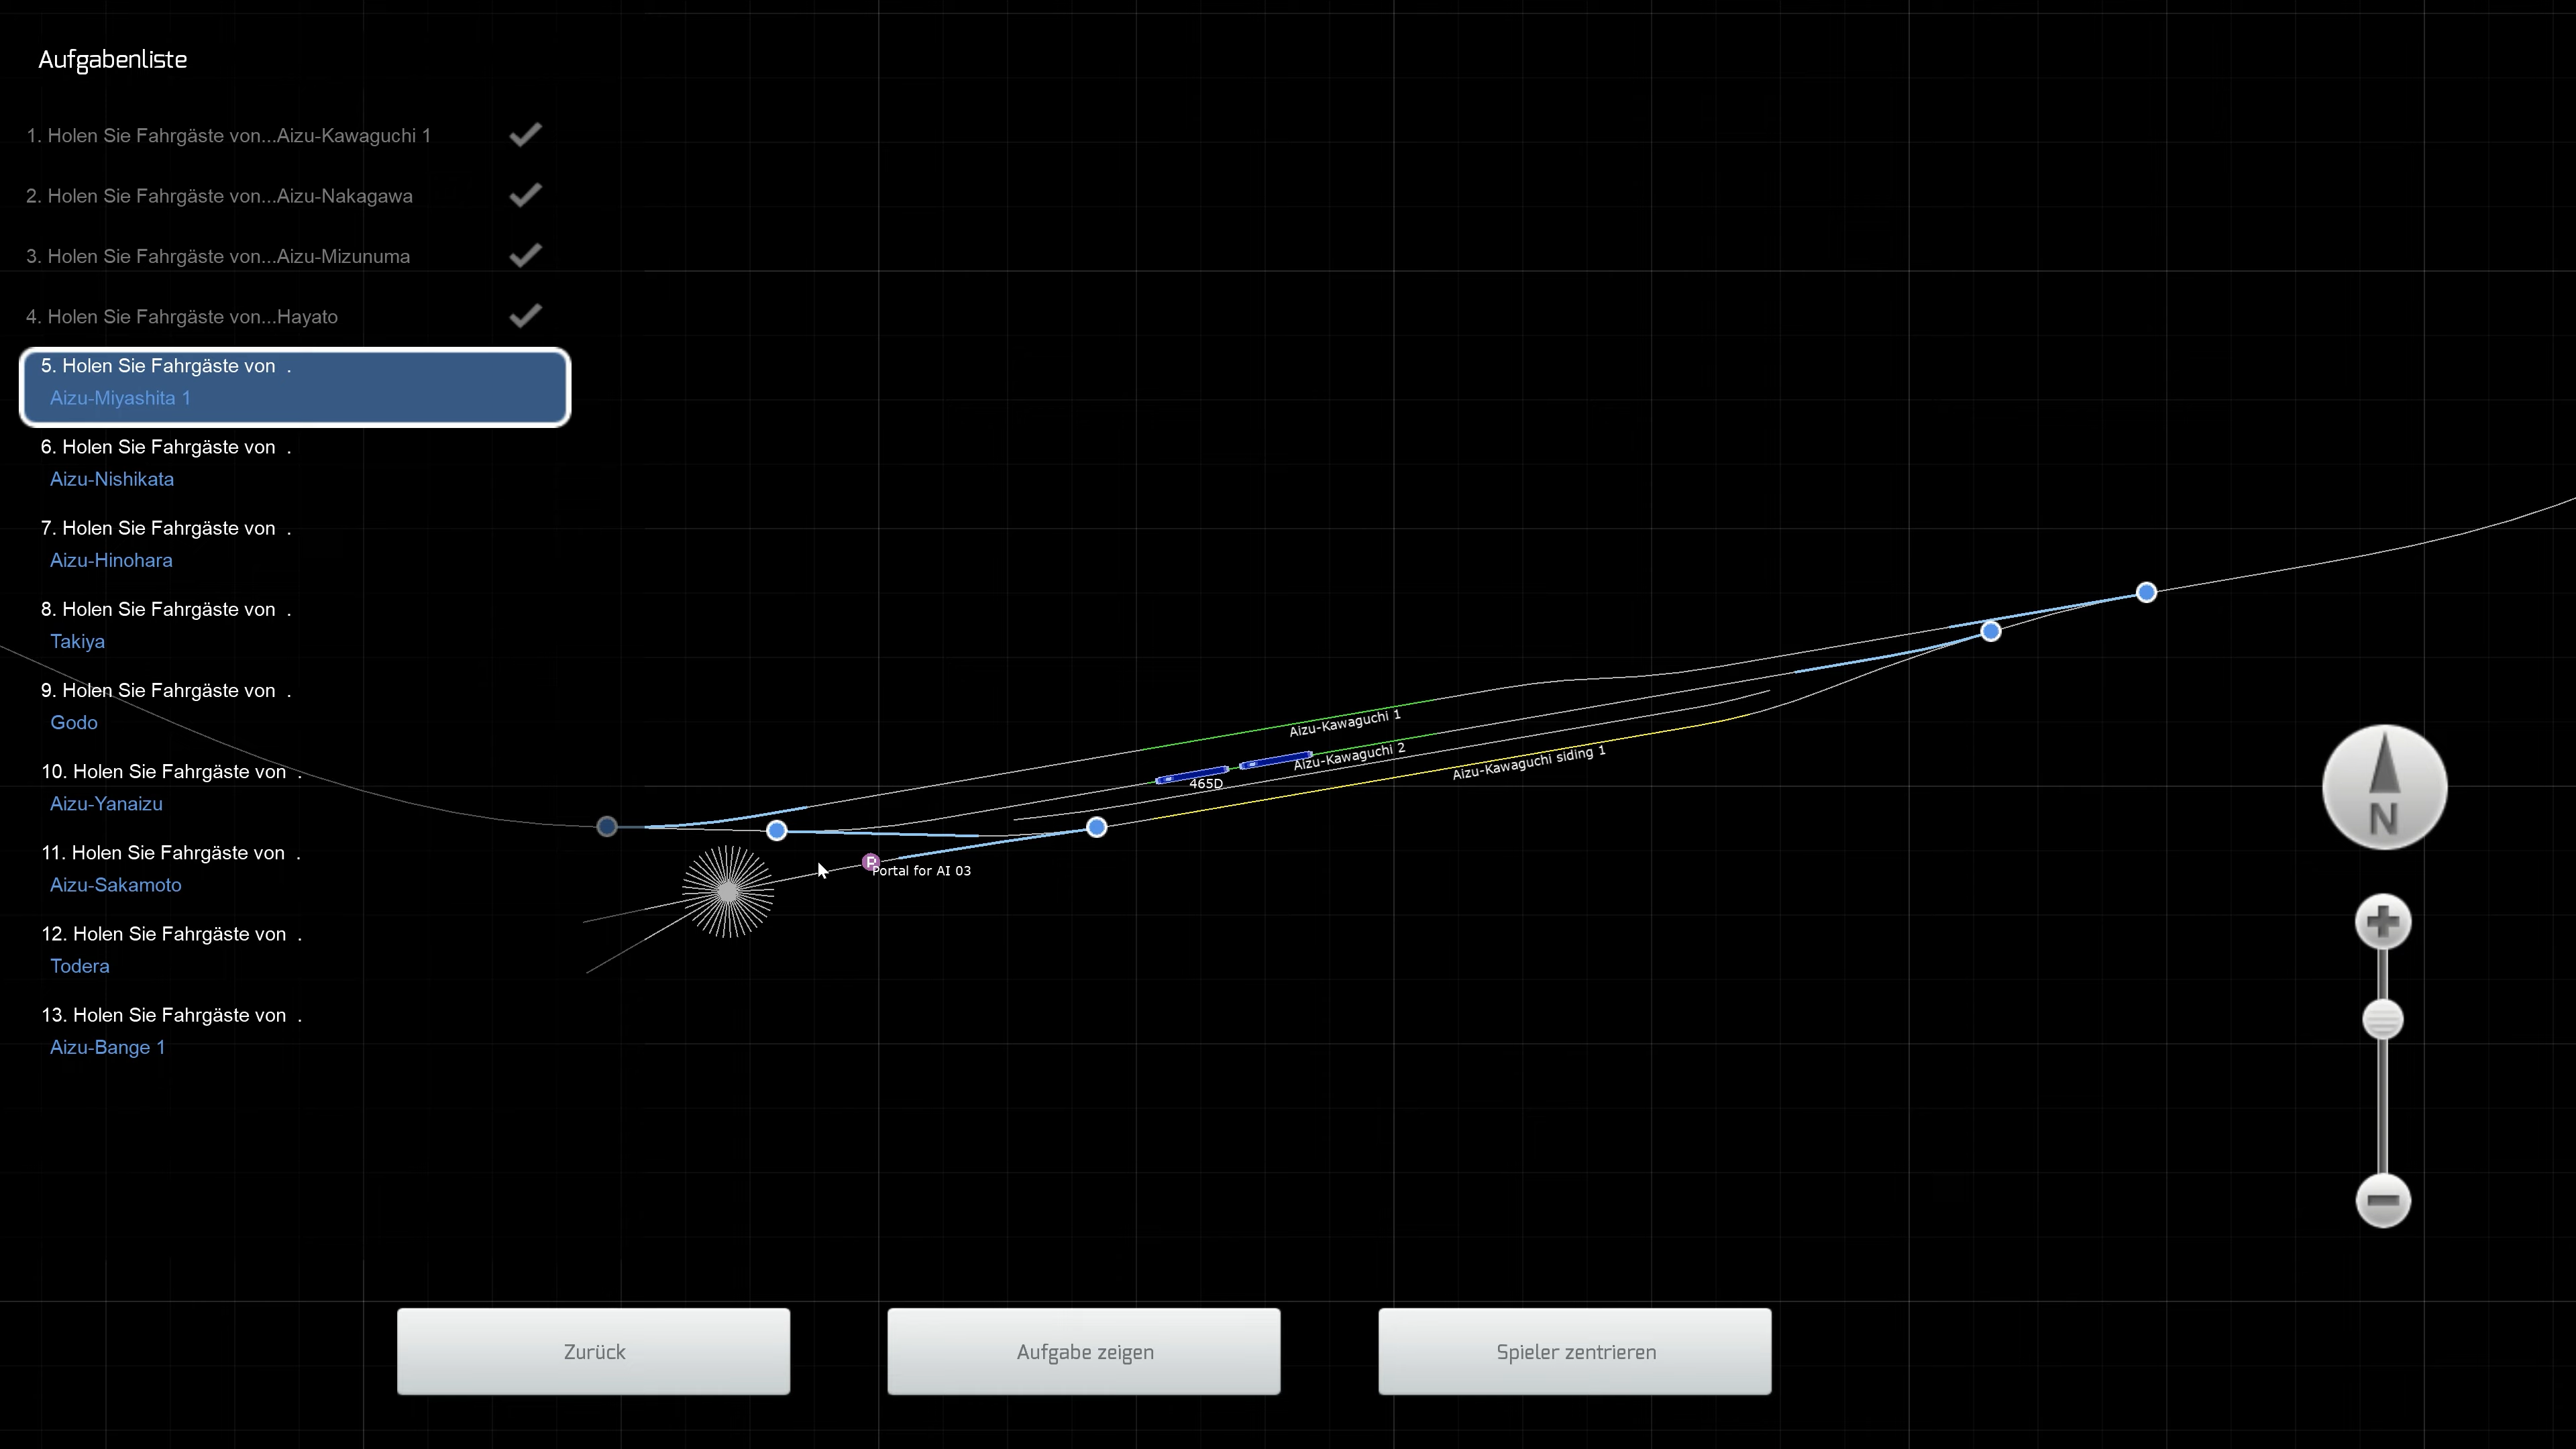 Aufgabenliste
1. Holen Sie Fahrgäste von...Aizu-Kawaguchi 1
2. Holen Sie Fahrgäste von...Aizu-Nakagawa
3. Holen Sie Fahrgäste von...Aizu-Mizunuma
4. Holen Sie Fahrgäste von...Hayato
5. Holen Sie Fahrgäste von .
Aizu-Miyashita 1
6. Holen Sie Fahrgäste von .
Aizu-Nishikata
7. Holen Sie Fahrgäste von .
Aizu-Hinohara
8. Holen Sie Fahrgäste von .
Takiya
9. Holen Sie Fahrgäste von .
Godo
10. Holen Sie Fahrgäste von .
Aizu-Yanaizu
11. Holen Sie Fahrgäste von .
Aizu-Sakamoto
12. Holen Sie Fahrgäste von .
Todera
13. Holen Sie Fahrgäste von .
Aizu-Bange 1
Aizu-Kawaguchi 1
Aizu-Kawaguchi 2
Aizu-Kawaguchi siding 1
465D
P
Portal for AI 03
N
Zurück
Aufgabe zeigen
Spieler zentrieren